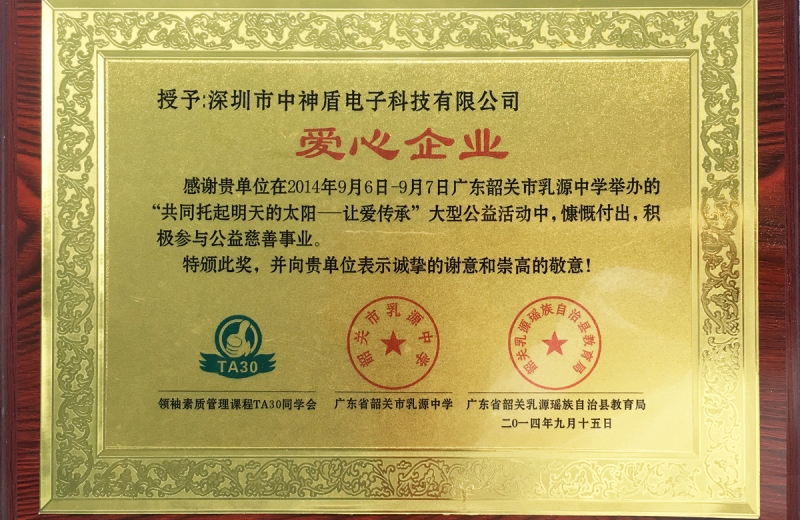 授予:深圳市中神盾电子科技有限公司
爱心企业
感谢贵单位在2014年9月6日-9月7日广东韶关市乳源中学举办的
“共同托起明天的太阳——让爱传承”大型公益活动中，慷慨付出，积
极参与公益慈善事业。
特颁此奖，并向贵单位表示诚挚的谢意和崇高的敬意！
TA30
韶关市乳源中学
韶关乳源瑶族自治县教育局
领袖素质管理课程TA30同学会
广东省韶关市乳源中学
广东省韶关乳源瑶族自治县教育局
二〇一四年九月十五日